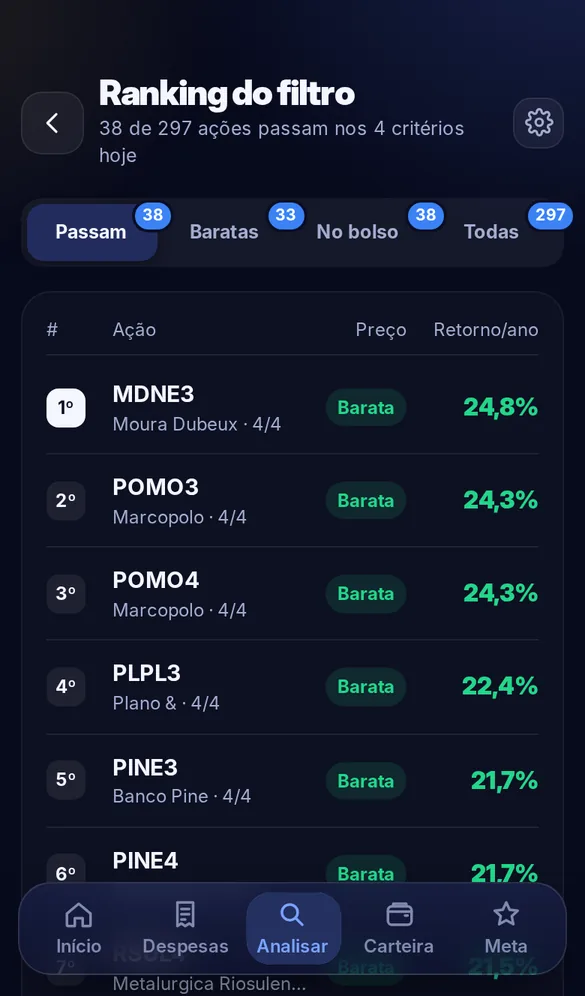 Ranking do filtro
38 de 297 ações passam nos 4 critérios
hoje
Passam 38 Baratas 33 No bolso 38 Todas 297
# Ação Preço Retorno/ano
1º MDNE3 Barata 24,8%
Moura Dubeux · 4/4
2º POMO3 Barata 24,3%
Marcopolo · 4/4
3º POMO4 Barata 24,3%
Marcopolo · 4/4
4º PLPL3 Barata 22,4%
Plano & · 4/4
5º PINE3 Barata 21,7%
Banco Pine · 4/4
6º PINE4 Barata 21,7%
Início Despesas Analisar Carteira Meta
7º Barata 21,5%
Metalurgica Riosulen...